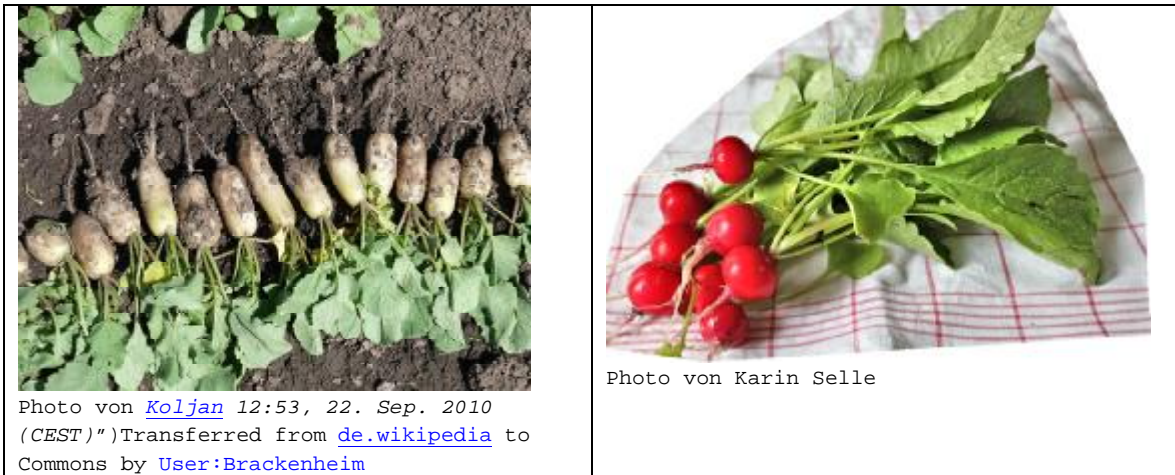 Photo von Koljan 12:53, 22. Sep. 2010
(CEST)”)Transferred from de.wikipedia to
Commons by User:Brackenheim
Photo von Karin Selle